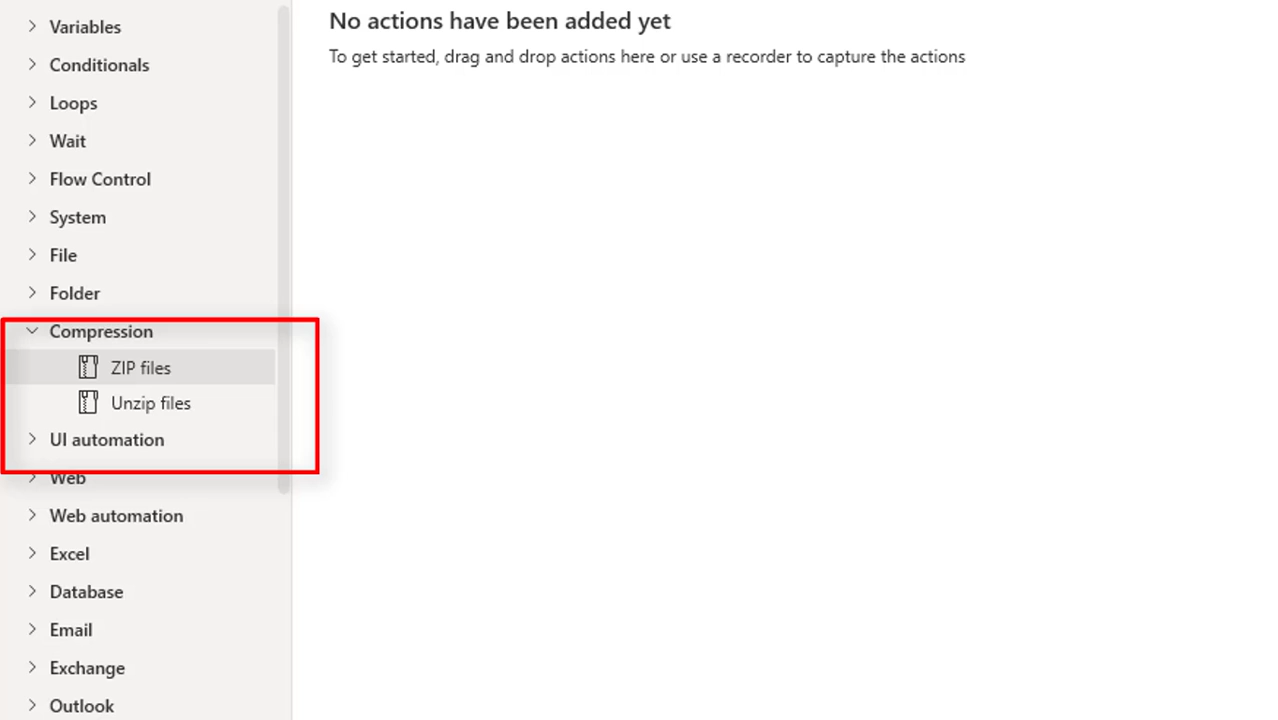 Variables
Conditionals
Loops
Wait
Flow Control
System
File
Folder
Compression
ZIP files
Unzip files
UI automation
Web
Web automation
Excel
Database
Email
Exchange
Outlook
No actions have been added yet
To get started, drag and drop actions here or use a recorder to capture the actions